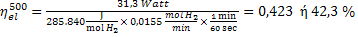 η_el^500 = 31,3 Watt / (285.840 J/mol H₂ × 0,0155 mol H₂/min × 1 min/60 sec) = 0,423 ή 42,3 %